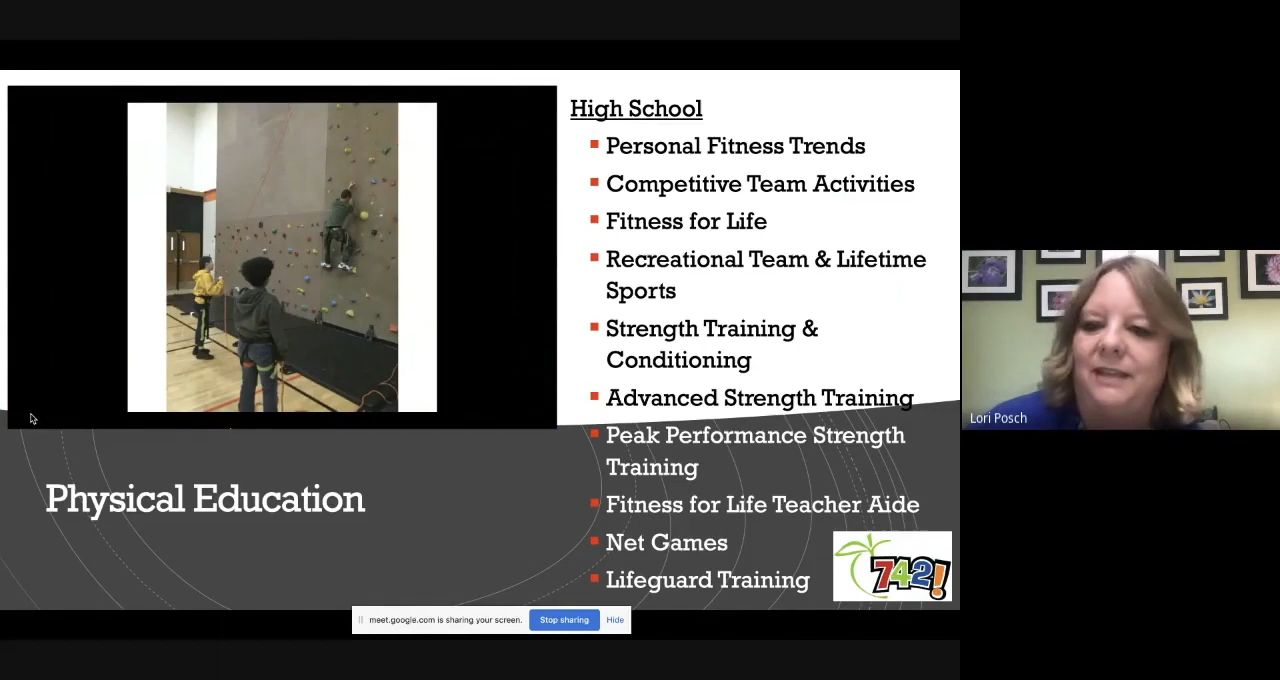 High School
Personal Fitness Trends
Competitive Team Activities
Fitness for Life
Recreational Team & Lifetime
Sports
Strength Training &
Conditioning
Advanced Strength Training
Peak Performance Strength
Training
Fitness for Life Teacher Aide
Net Games
Lifeguard Training
Physical Education
742!
meet.google.com is sharing your screen.
Stop sharing
Hide
Lori Posch